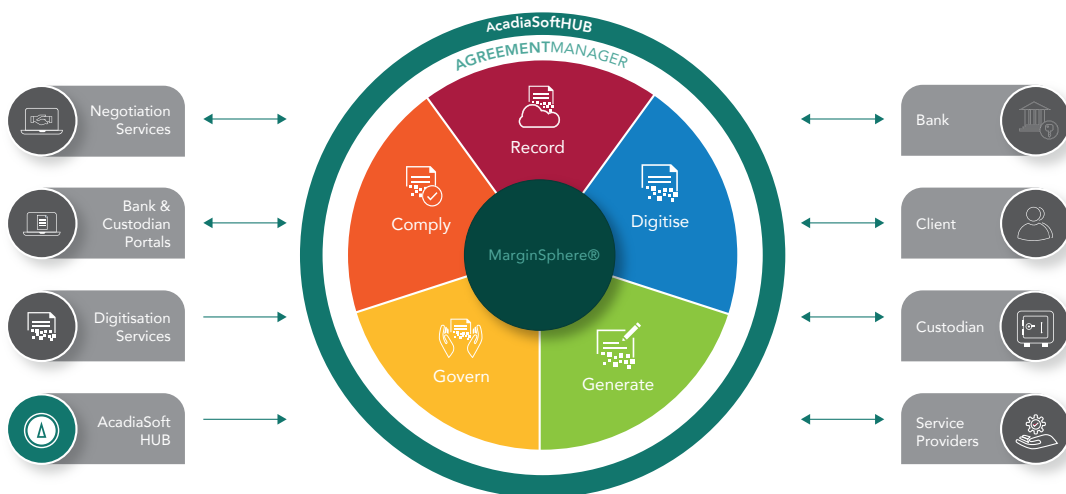 AcadiaSoftHUB
AGREEMENTMANAGER
Negotiation
Services
Bank &
Custodian
Portals
Digitisation
Services
AcadiaSoft
HUB
Record
Comply
Digitise
MarginSphere®
Govern
Generate
Bank
Client
Custodian
Service
Providers